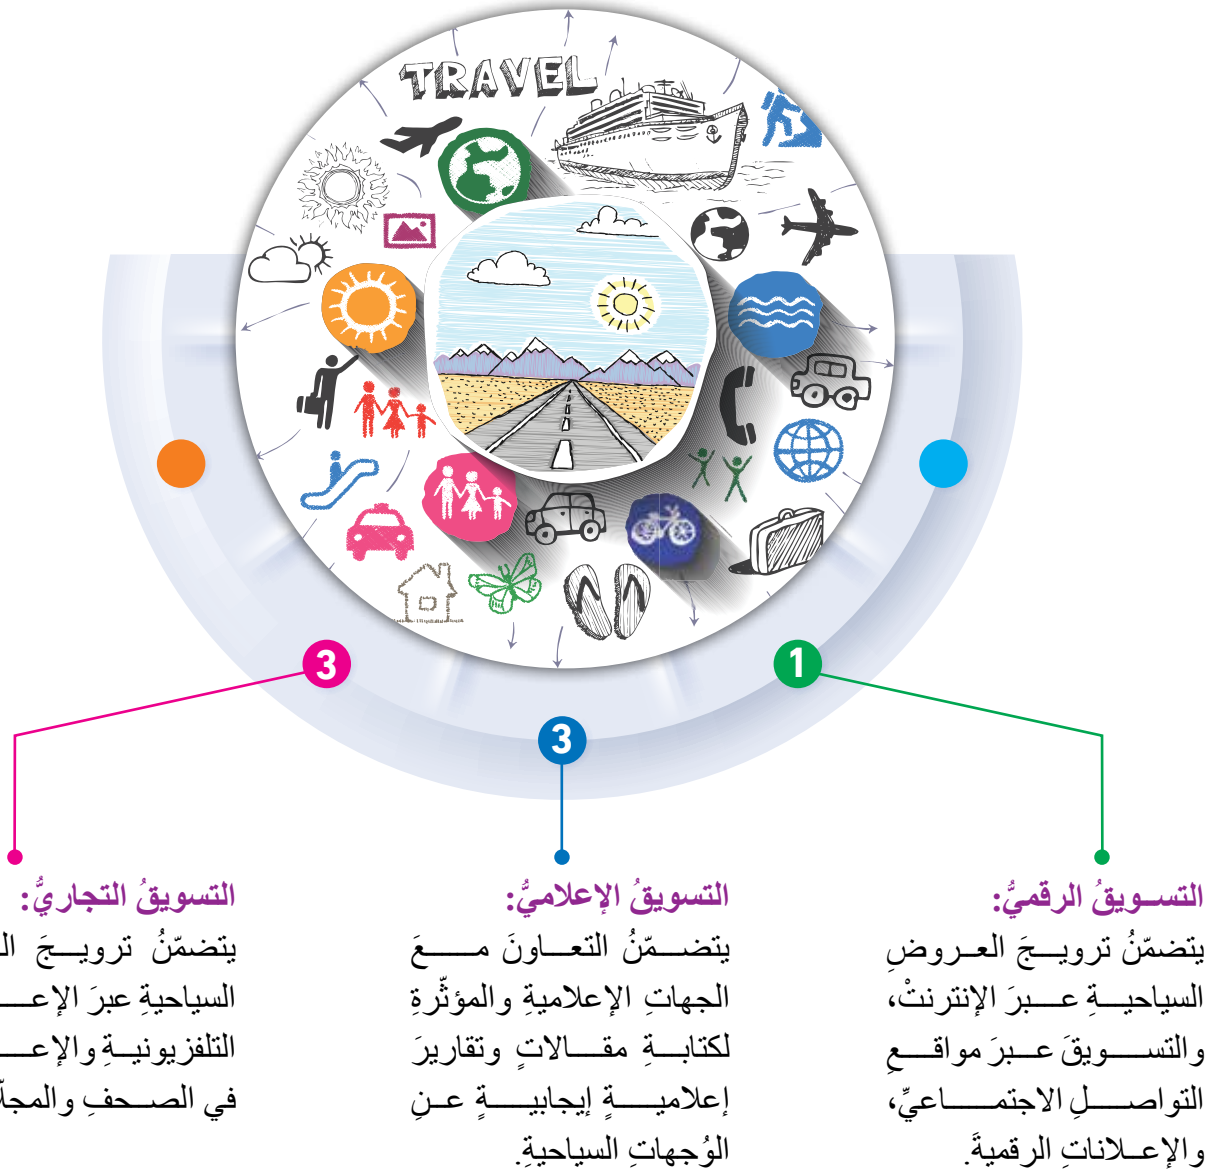 TRAVEL
1
3
3
التسويقُ الرقميُّ:
يتضمّنُ ترويجَ العروضِ
السياحيةِ عبرَ الإنترنتْ،
والتسويقَ عبرَ مواقعِ
التواصلِ الاجتماعيِّ،
والإعلاناتِ الرقميةَ.
التسويقُ الإعلاميُّ:
يتضمّنُ التعاونَ معَ
الجهاتِ الإعلاميةِ والمؤثّرةِ
لكتابةِ مقالاتٍ وتقاريرَ
إعلاميةٍ إيجابيةٍ عنِ
الوُجهاتِ السياحيةِ.
التسويقُ التجاريُّ:
يتضمّنُ ترويجَ
السياحيةِ عبرَ
التلفزيونيةِ
في الصحفِ